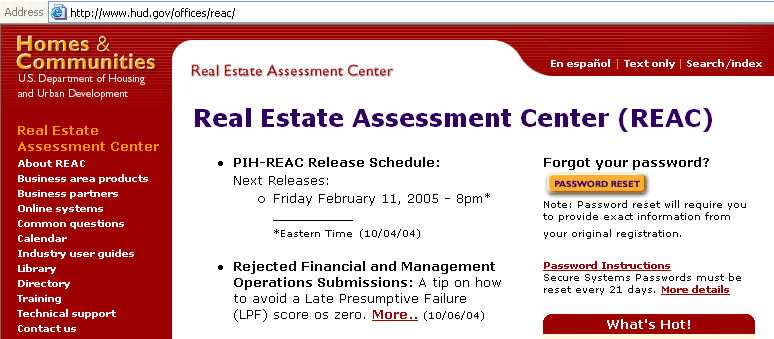 Address http://www.hud.gov/offices/reac/
Homes &
Communities
U.S. Department of Housing
and Urban Development
Real Estate Assessment Center
En español | Text only | Search/index
Real Estate
Assessment Center
About REAC
Business area products
Business partners
Online systems
Common questions
Calendar
Industry user guides
Library
Directory
Training
Technical support
Contact us
Real Estate Assessment Center (REAC)
• PIH-REAC Release Schedule:
Next Releases:
o Friday February 11, 2005 - 8pm*
___________
*Eastern Time (10/04/04)
• Rejected Financial and Management
Operations Submissions: A tip on how
to avoid a Late Presumptive Failure
(LPF) score os zero. More.. (10/06/04)
Forgot your password?
PASSWORD RESET
Note: Password reset will require you
to provide exact information from
your original registration.
Password Instructions
Secure Systems Passwords must be
reset every 21 days. More details
What's Hot!